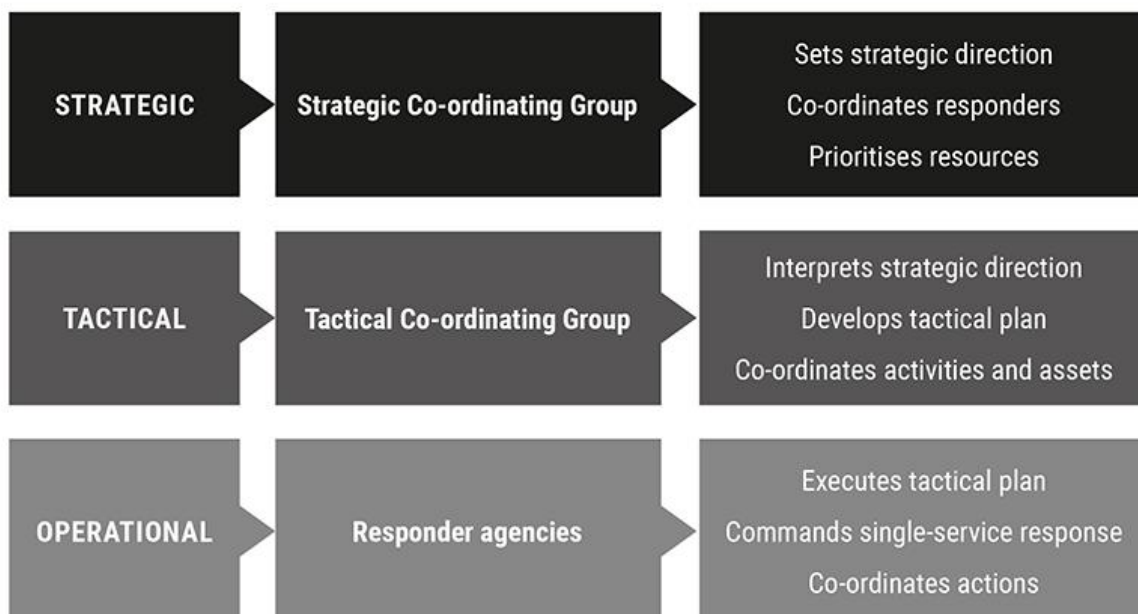 STRATEGIC
Strategic Co-ordinating Group
Sets strategic direction
Co-ordinates responders
Prioritises resources
TACTICAL
Tactical Co-ordinating Group
Interprets strategic direction
Develops tactical plan
Co-ordinates activities and assets
OPERATIONAL
Responder agencies
Executes tactical plan
Commands single-service response
Co-ordinates actions